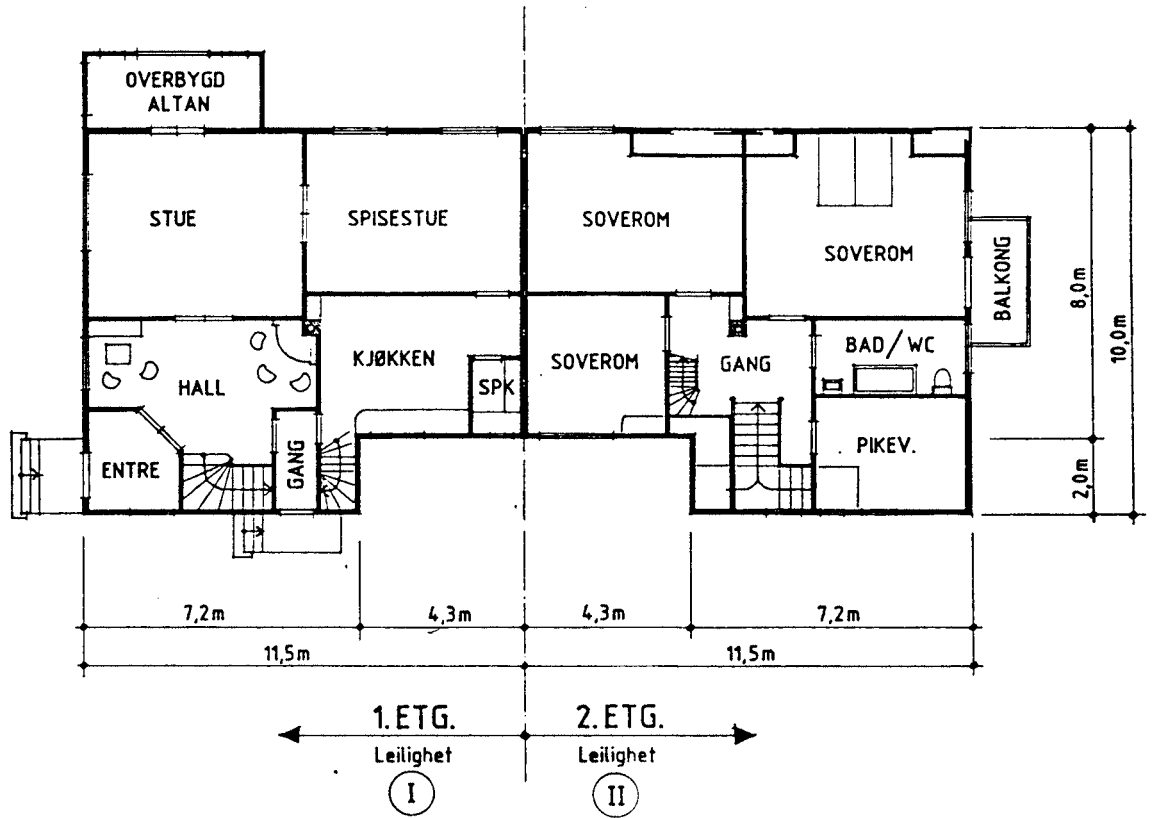 OVERBYGD
ALTAN
STUE
SPISESTUE
SOVEROM
SOVEROM
BALKONG
8,0m
10,0m
HALL
KJØKKEN
SPK
SOVEROM
GANG
BAD/WC
ENTRE
GANG
PIKEV.
2,0m
7,2m
4,3m
4,3m
7,2m
11,5m
11,5m
1. ETG.
2. ETG.
Leilighet
Leilighet
I
II